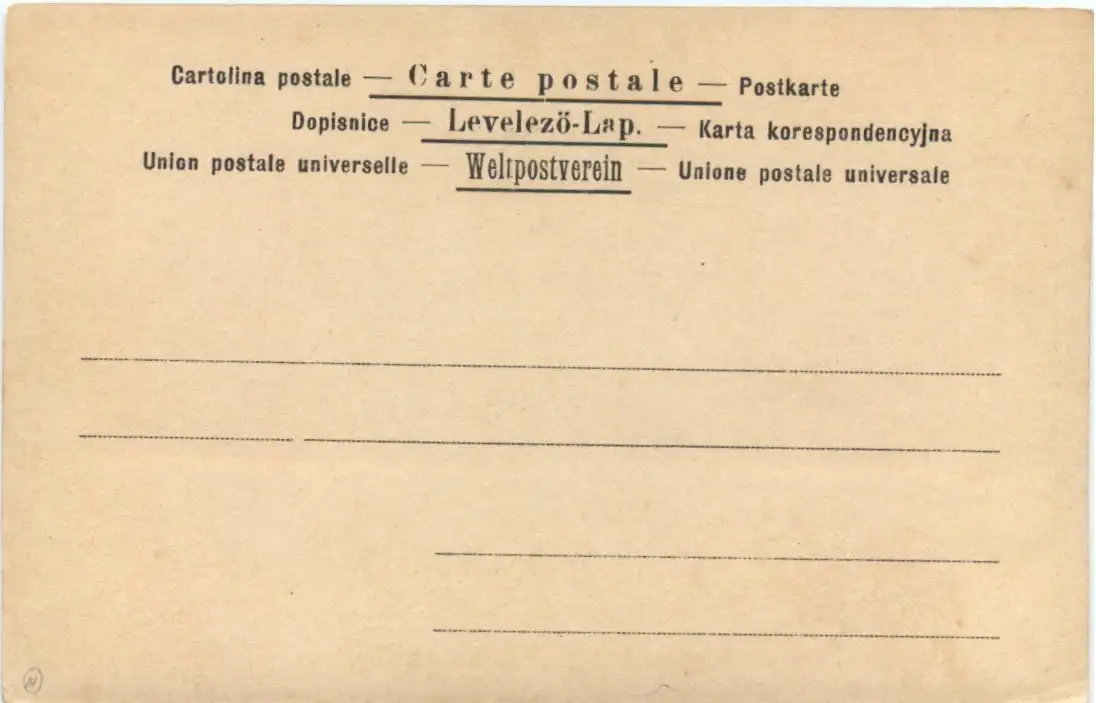 Cartolina postale — Carte postale — Postkarte
Dopisnice — Levelező-Lap. — Karta korespondencyjna
Union postale universelle — Weltpostverein — Unione postale universale